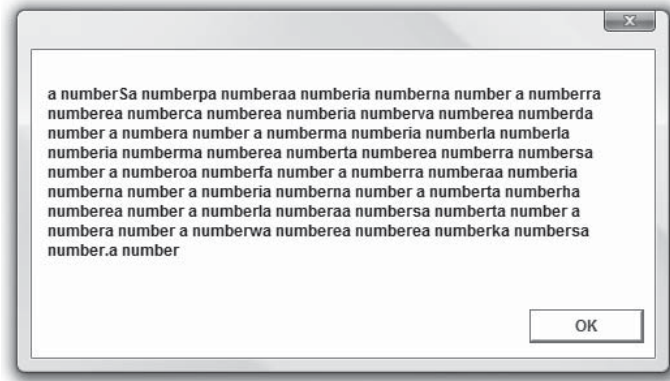 a numberSa numberpa numberaa numberia numberna number a numberra
numberea numberca numberea numberia numberva numberea numberda
number a numbera number a numberma numberia numberla numberla
numberia numberma numberea numberta numberea numberra numbersa
number a numberoa numberfa number a numberra numberaa numberia
numberna number a numberia numberna number a numberta numberha
numberea number a numberla numberaa numbersa numberta number a
numbera number a numberwa numberea numberea numberka numbersa
number.a number
OK